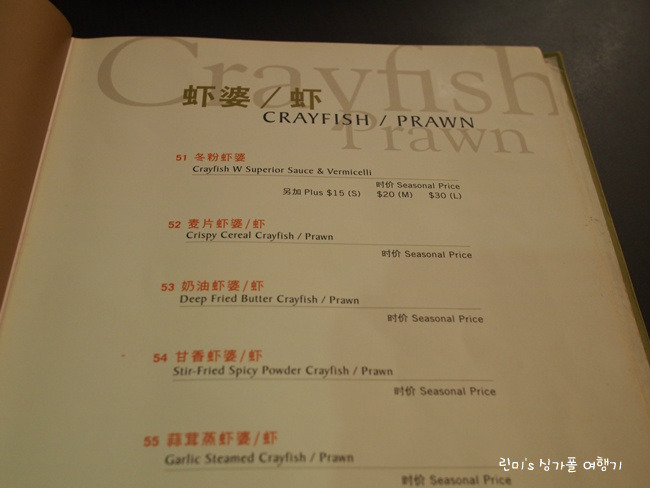 Crayfish
Prawn
虾婆 / 虾
CRAYFISH / PRAWN
51 冬粉虾婆
Crayfish W Superior Sauce & Vermicelli
时价 Seasonal Price
另加 Plus $15 (S) $20 (M) $30 (L)
52 麦片虾婆/虾
Crispy Cereal Crayfish / Prawn
时价 Seasonal Price
53 奶油虾婆/虾
Deep Fried Butter Crayfish / Prawn
时价 Seasonal Price
54 甘香虾婆/虾
Stir-Fried Spicy Powder Crayfish / Prawn
时价 Seasonal Price
55 蒜茸蒸虾婆/虾
Garlic Steamed Crayfish / Prawn
时价 Seasonal Price
린미's 싱가폴 여행기